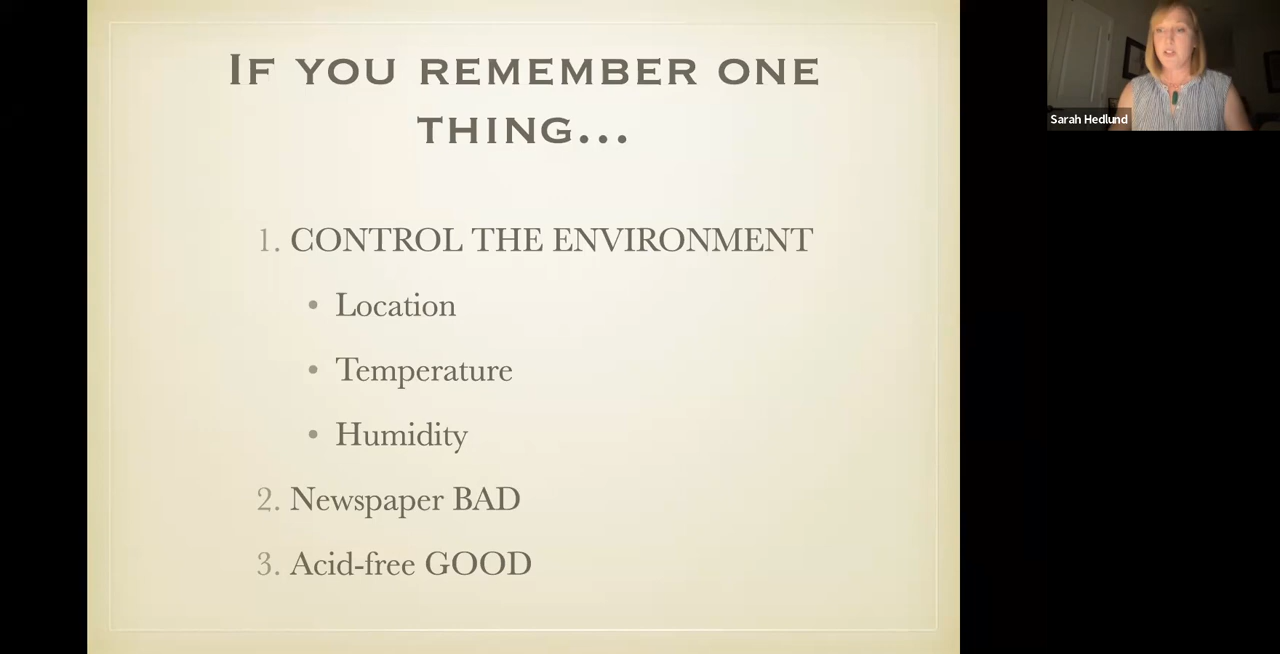 If you remember one
thing...
1. CONTROL THE ENVIRONMENT
• Location
• Temperature
• Humidity
2. Newspaper BAD
3. Acid-free GOOD
Sarah Hedlund